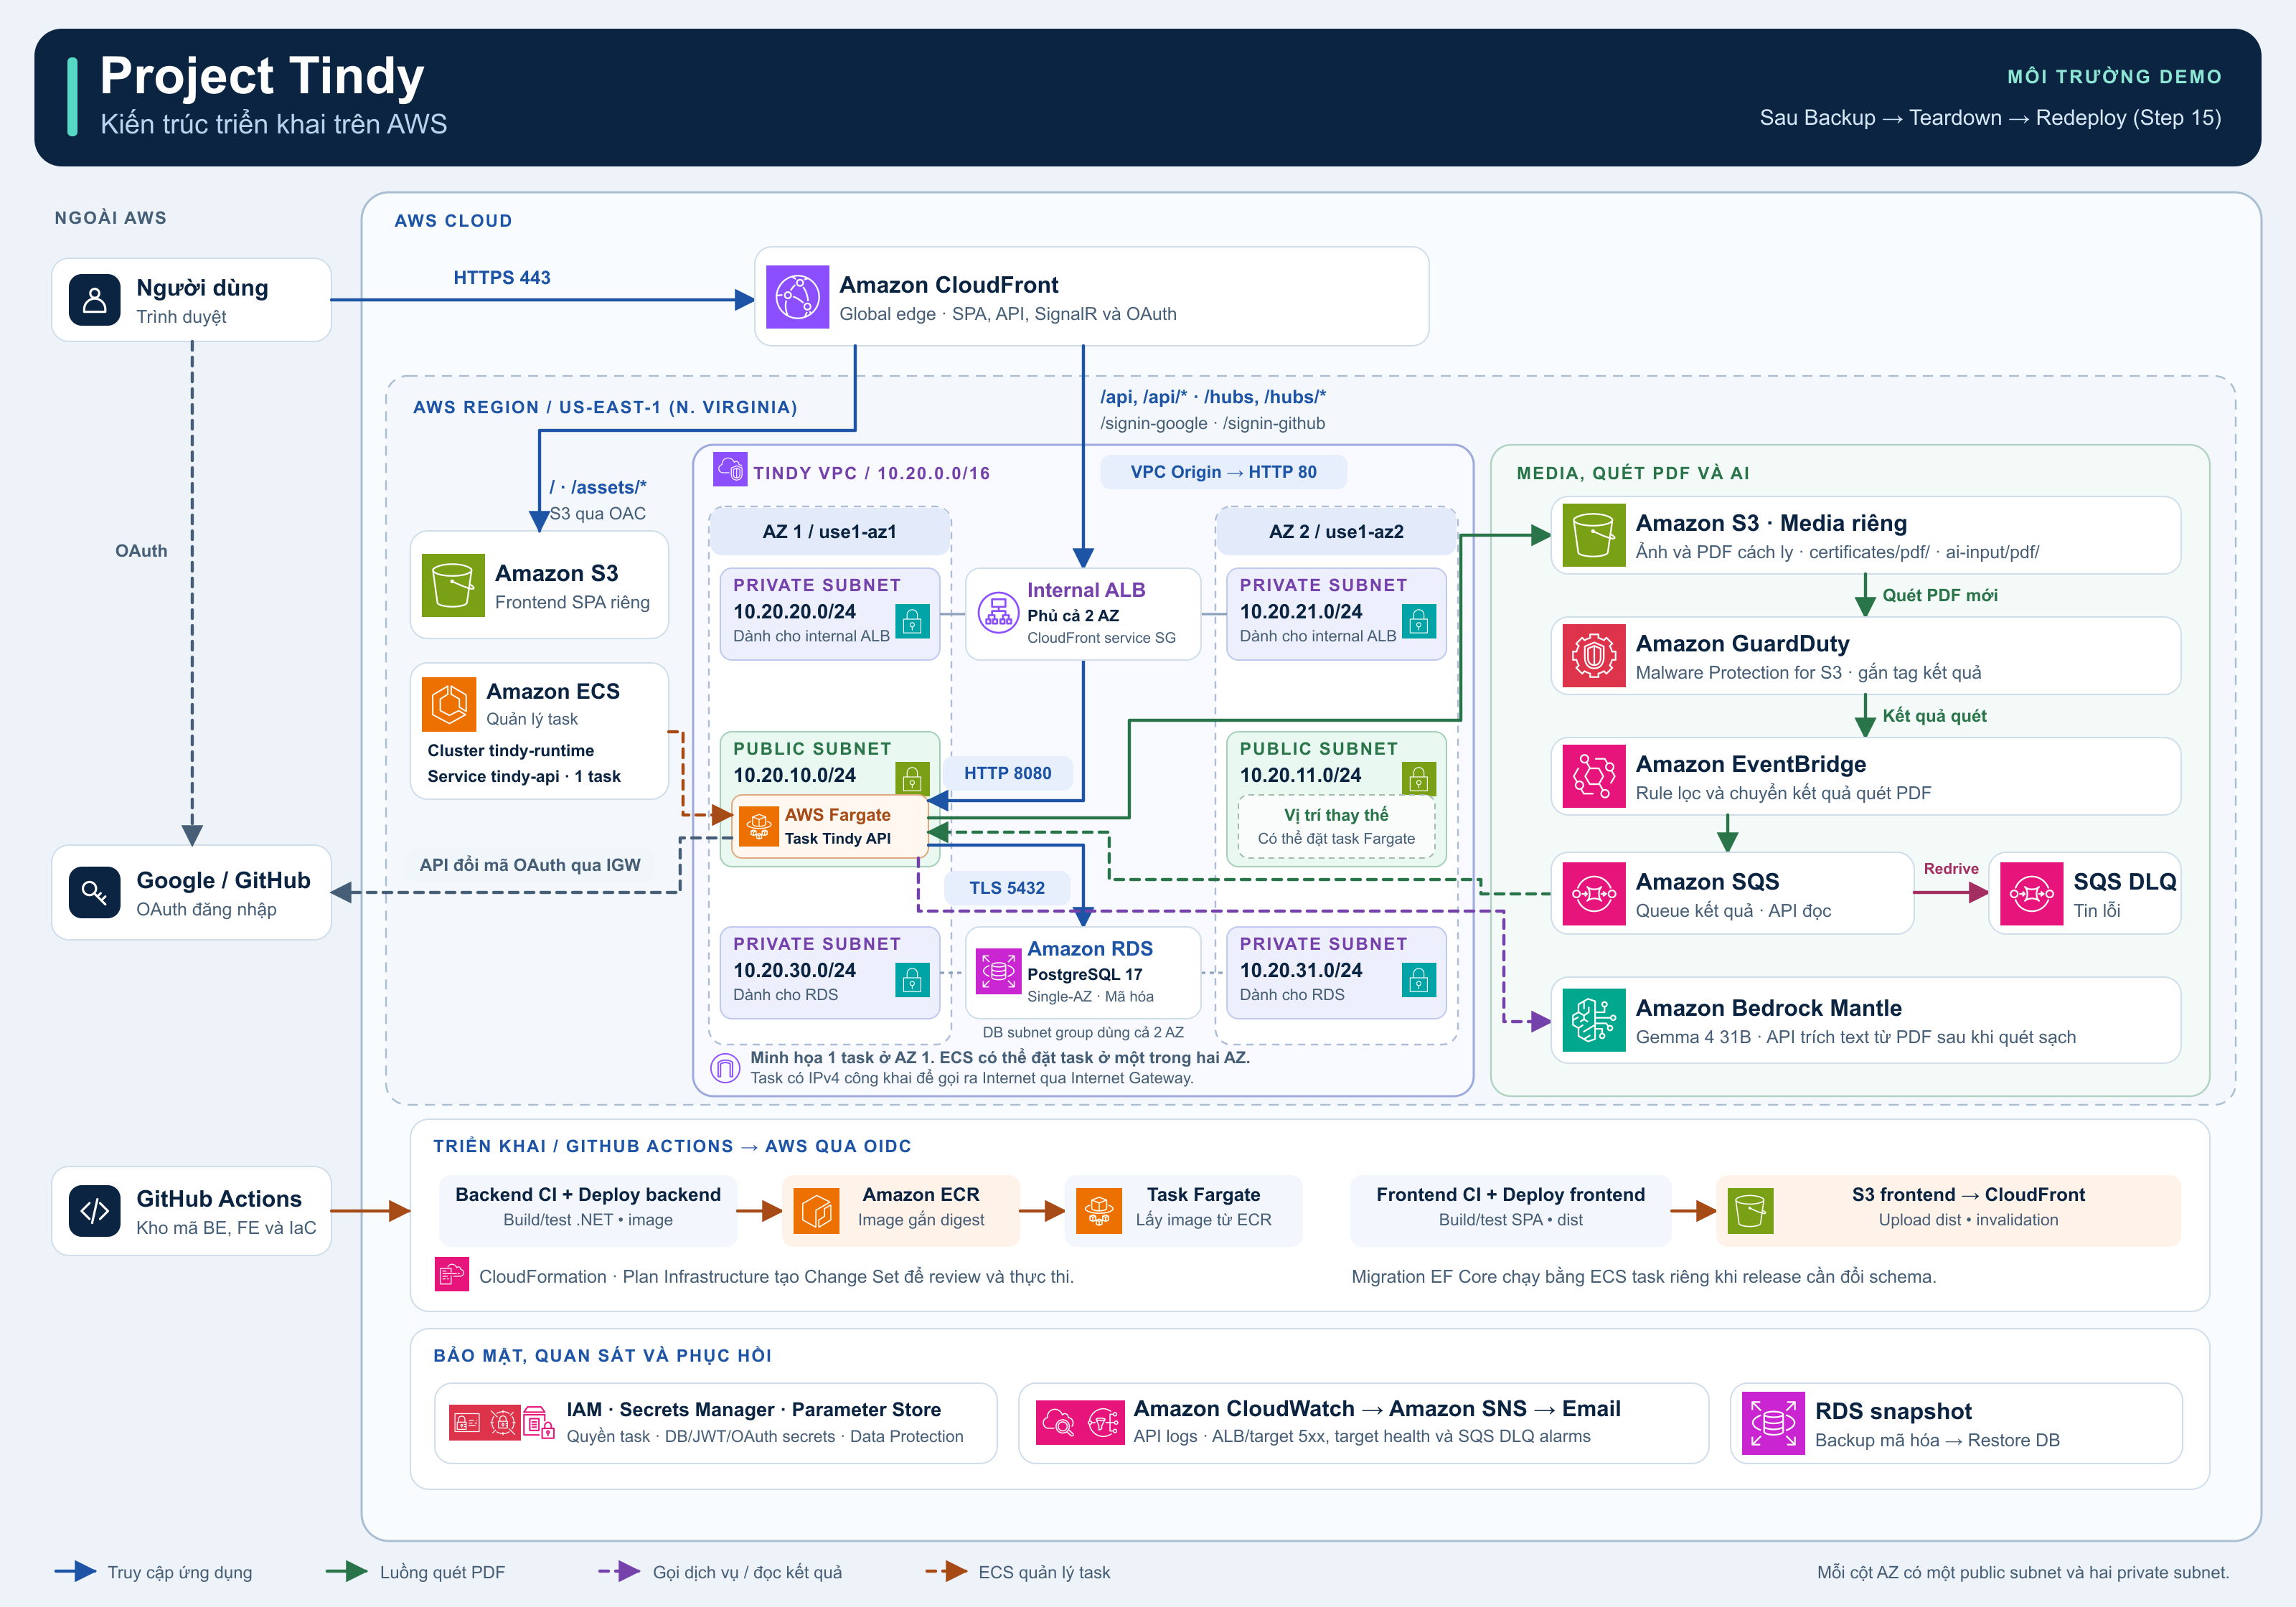 Project Tindy
Kiến trúc triển khai trên AWS
MÔI TRƯỜNG DEMO
Sau Backup → Teardown → Redeploy (Step 15)
NGOÀI AWS
AWS CLOUD
Người dùng
Trình duyệt
HTTPS 443
Amazon CloudFront
Global edge · SPA, API, SignalR và OAuth
AWS REGION / US-EAST-1 (N. VIRGINIA)
/api, /api/* · /hubs, /hubs/*
/signin-google · /signin-github
/ · /assets/*
S3 qua OAC
TINDY VPC / 10.20.0.0/16
VPC Origin → HTTP 80
MEDIA, QUÉT PDF VÀ AI
OAuth
Amazon S3
Frontend SPA riêng
Amazon ECS
Quản lý task
Cluster tindy-runtime
Service tindy-api · 1 task
AZ 1 / use1-az1
AZ 2 / use1-az2
PRIVATE SUBNET
10.20.20.0/24
Dành cho internal ALB
Internal ALB
Phủ cả 2 AZ
CloudFront service SG
PRIVATE SUBNET
10.20.21.0/24
Dành cho internal ALB
PUBLIC SUBNET
10.20.10.0/24
AWS Fargate
Task Tindy API
HTTP 8080
PUBLIC SUBNET
10.20.11.0/24
Vị trí thay thế
Có thể đặt task Fargate
API đổi mã OAuth qua IGW
TLS 5432
Google / GitHub
OAuth đăng nhập
PRIVATE SUBNET
10.20.30.0/24
Dành cho RDS
Amazon RDS
PostgreSQL 17
Single-AZ · Mã hóa
DB subnet group dùng cả 2 AZ
PRIVATE SUBNET
10.20.31.0/24
Dành cho RDS
Minh họa 1 task ở AZ 1. ECS có thể đặt task ở một trong hai AZ.
Task có IPv4 công khai để gọi ra Internet qua Internet Gateway.
Amazon S3 · Media riêng
Ảnh và PDF cách ly · certificates/pdf/ · ai-input/pdf/
Quét PDF mới
Amazon GuardDuty
Malware Protection for S3 · gắn tag kết quả
Kết quả quét
Amazon EventBridge
Rule lọc và chuyển kết quả quét PDF
Amazon SQS
Queue kết quả · API đọc
Redrive
SQS DLQ
Tin lỗi
Amazon Bedrock Mantle
Gemma 4 31B · API trích text từ PDF sau khi quét sạch
GitHub Actions
Kho mã BE, FE và IaC
TRIỂN KHAI / GITHUB ACTIONS → AWS QUA OIDC
Backend CI + Deploy backend
Build/test .NET • image
Amazon ECR
Image gắn digest
Task Fargate
Lấy image từ ECR
Frontend CI + Deploy frontend
Build/test SPA • dist
S3 frontend → CloudFront
Upload dist • invalidation
CloudFormation · Plan Infrastructure tạo Change Set để review và thực thi.
Migration EF Core chạy bằng ECS task riêng khi release cần đổi schema.
BẢO MẬT, QUAN SÁT VÀ PHỤC HỒI
IAM · Secrets Manager · Parameter Store
Quyền task · DB/JWT/OAuth secrets · Data Protection
Amazon CloudWatch → Amazon SNS → Email
API logs · ALB/target 5xx, target health và SQS DLQ alarms
RDS snapshot
Backup mã hóa → Restore DB
Truy cập ứng dụng
Luồng quét PDF
Gọi dịch vụ / đọc kết quả
ECS quản lý task
Mỗi cột AZ có một public subnet và hai private subnet.